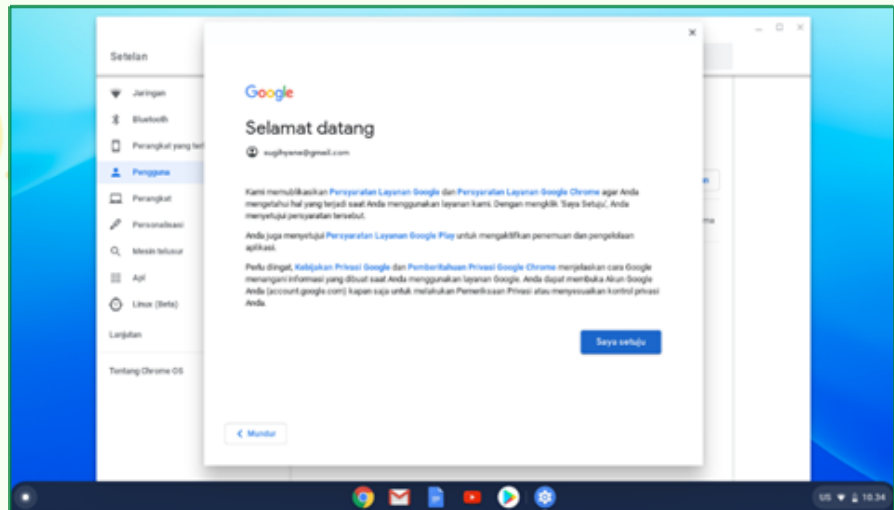 Setelan
Jaringan
Bluetooth
Perangkat yang ter
Pengguna
Perangkat
Personalisasi
Mesin telusur
Apl
Linux (Beta)
Lanjutan
Tentang Chrome OS
Google
Selamat datang
sugihyana@gmail.com
Kami memublikasikan Persyaratan Layanan Google dan Persyaratan Layanan Google Chrome agar Anda
mengetahui hal yang terjadi saat Anda menggunakan layanan kami. Dengan mengklik 'Saya Setuju', Anda
menyetujui persyaratan tersebut.
Anda juga menyetujui Persyaratan Layanan Google Play untuk mengaktifkan penemuan dan pengelolaan
aplikasi.
Perlu diingat, Kebijakan Privasi Google dan Pemberitahuan Privasi Google Chrome menjelaskan cara Google
menangani informasi yang dibuat saat Anda menggunakan layanan Google. Anda dapat membuka Akun Google
Anda (account.google.com) kapan saja untuk melakukan Pemeriksaan Privasi atau menyesuaikan kontrol privasi
Anda.
Saya setuju
Mundur
US 10.34